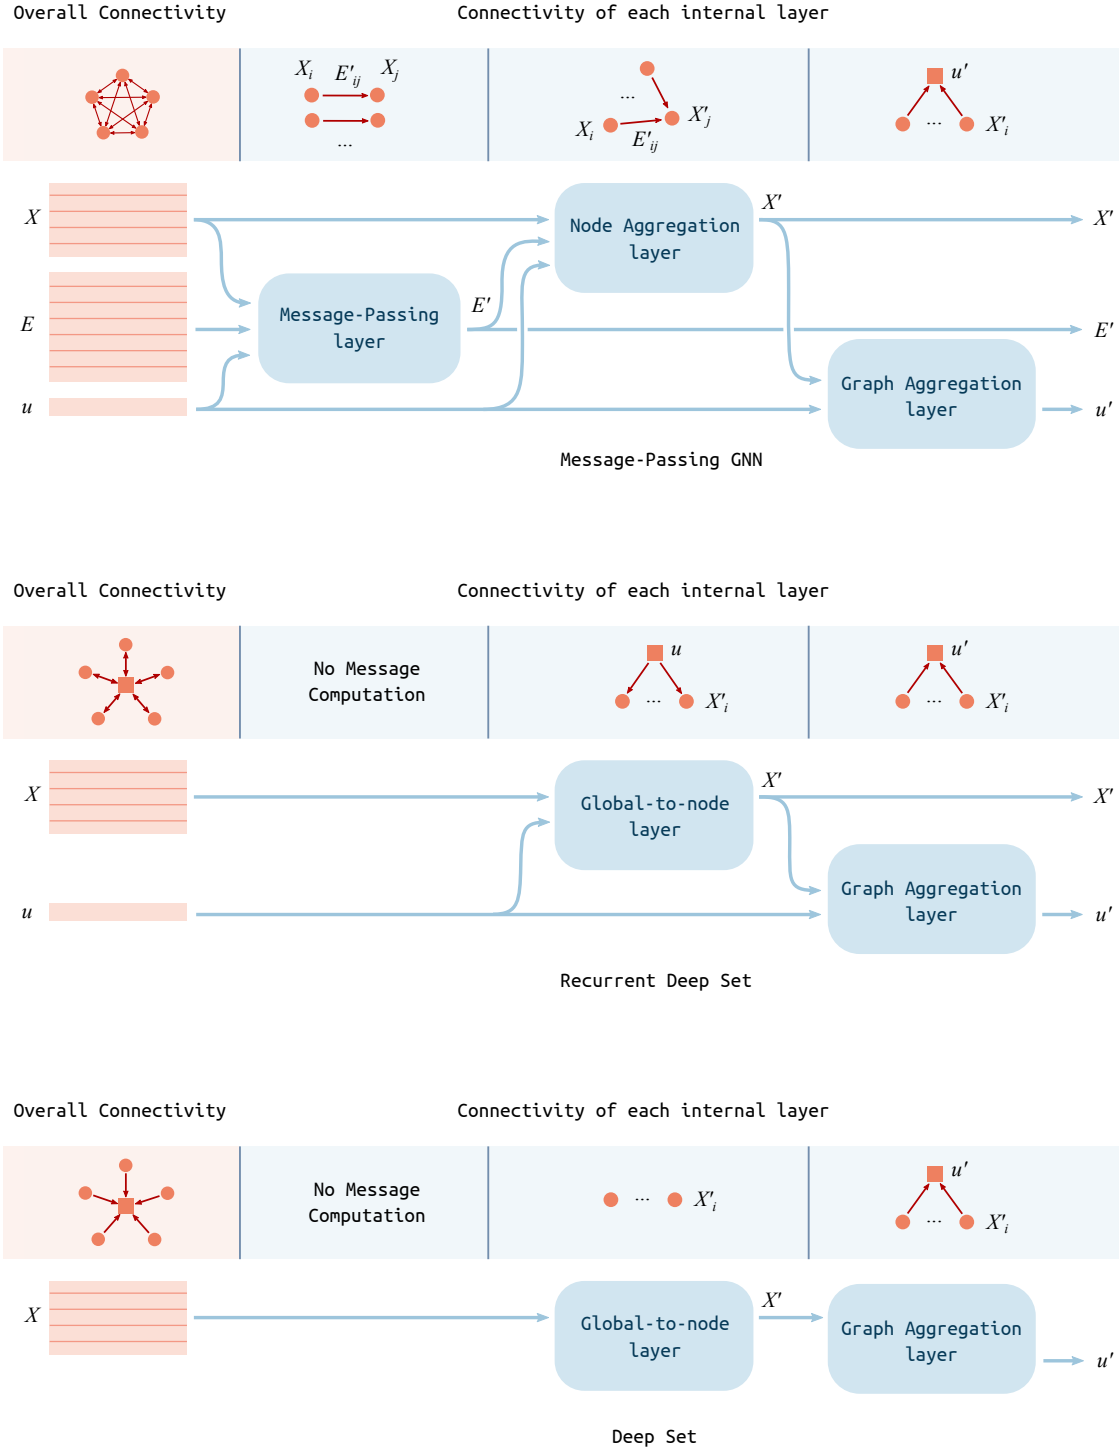 Overall Connectivity
Connectivity of each internal layer
X_i E'_ij X_j
...
... X_i E'_ij X'_j
u' ... X'_i
X
E
u
Message-Passing
layer
E'
Node Aggregation
layer
X'
Graph Aggregation
layer
X'
E'
u'
Message-Passing GNN
Overall Connectivity
Connectivity of each internal layer
No Message
Computation
u
... X'_i
u'
... X'_i
X
u
Global-to-node
layer
X'
Graph Aggregation
layer
X'
u'
Recurrent Deep Set
Overall Connectivity
Connectivity of each internal layer
No Message
Computation
... X'_i
u'
... X'_i
X
Global-to-node
layer
X'
Graph Aggregation
layer
u'
Deep Set